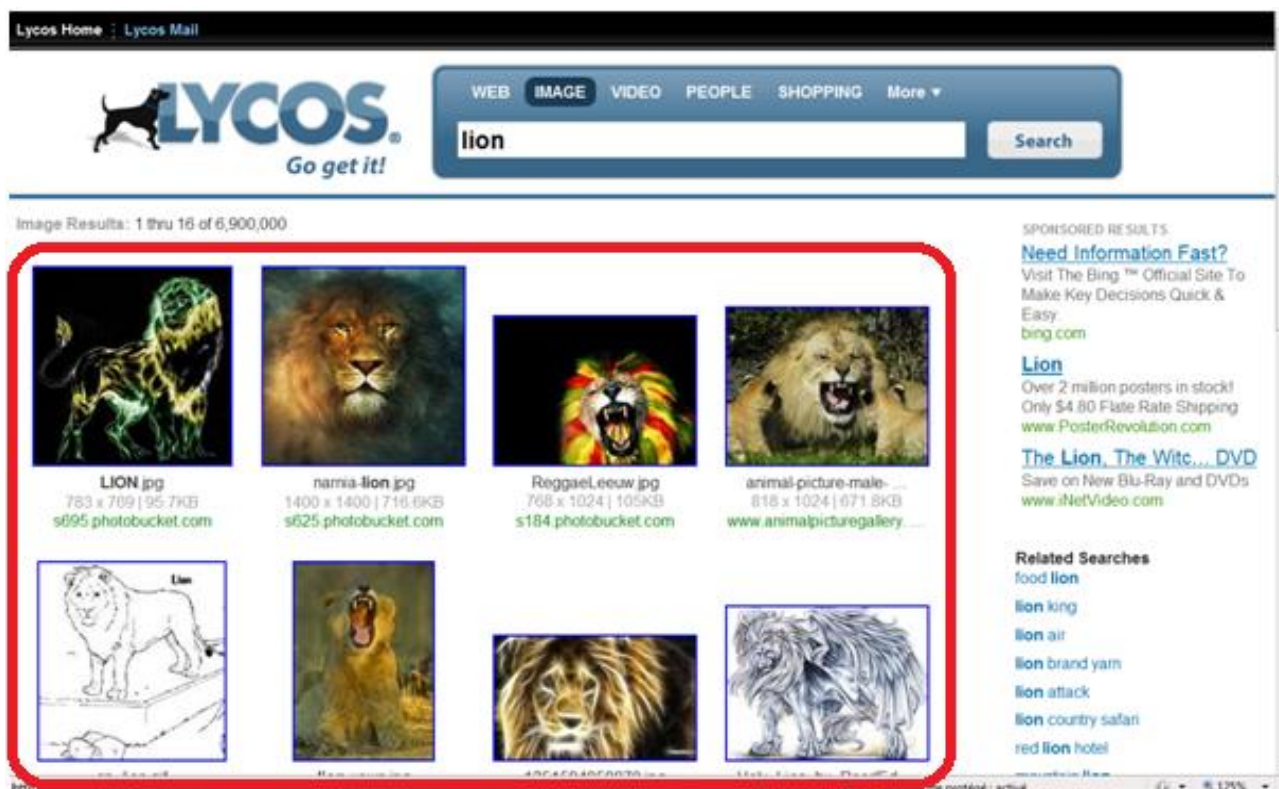 Lycos Home Lycos Mail
LYCOS®
Go get it!
WEB IMAGE VIDEO PEOPLE SHOPPING More ▾
lion
Search
Image Results: 1 thru 16 of 6,900,000
LION.jpg
783 x 769 | 95.7KB
s695.photobucket.com
narnia-lion.jpg
1400 x 1400 | 716.6KB
s625.photobucket.com
ReggaeLeeuw.jpg
768 x 1024 | 105KB
s184.photobucket.com
animal-picture-male- ...
818 x 1024 | 671.8KB
www.animalpicturegallery. ...
Lion
SPONSORED RESULTS
Need Information Fast?
Visit The Bing ™ Official Site To
Make Key Decisions Quick &
Easy.
bing.com
Lion
Over 2 million posters in stock!
Only $4.80 Flate Rate Shipping
www.PosterRevolution.com
The Lion, The Witc... DVD
Save on New Blu-Ray and DVDs
www.iNetVideo.com
Related Searches
food lion
lion king
lion air
lion brand yarn
lion attack
lion country safari
red lion hotel
mountain lion
125%